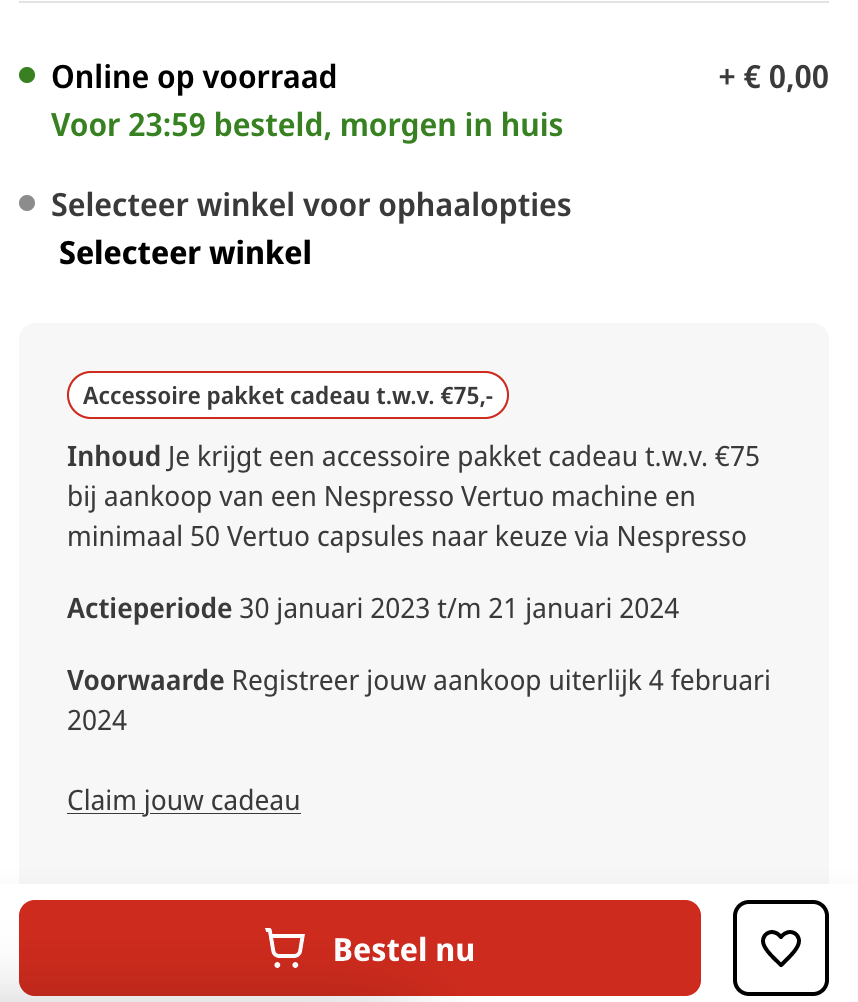 Online op voorraad + € 0,00
Voor 23:59 besteld, morgen in huis
Selecteer winkel voor ophaalopties
Selecteer winkel
Accessoire pakket cadeau t.w.v. €75,-
Inhoud Je krijgt een accessoire pakket cadeau t.w.v. €75
bij aankoop van een Nespresso Vertuo machine en
minimaal 50 Vertuo capsules naar keuze via Nespresso
Actieperiode 30 januari 2023 t/m 21 januari 2024
Voorwaarde Registreer jouw aankoop uiterlijk 4 februari
2024
Claim jouw cadeau
Bestel nu